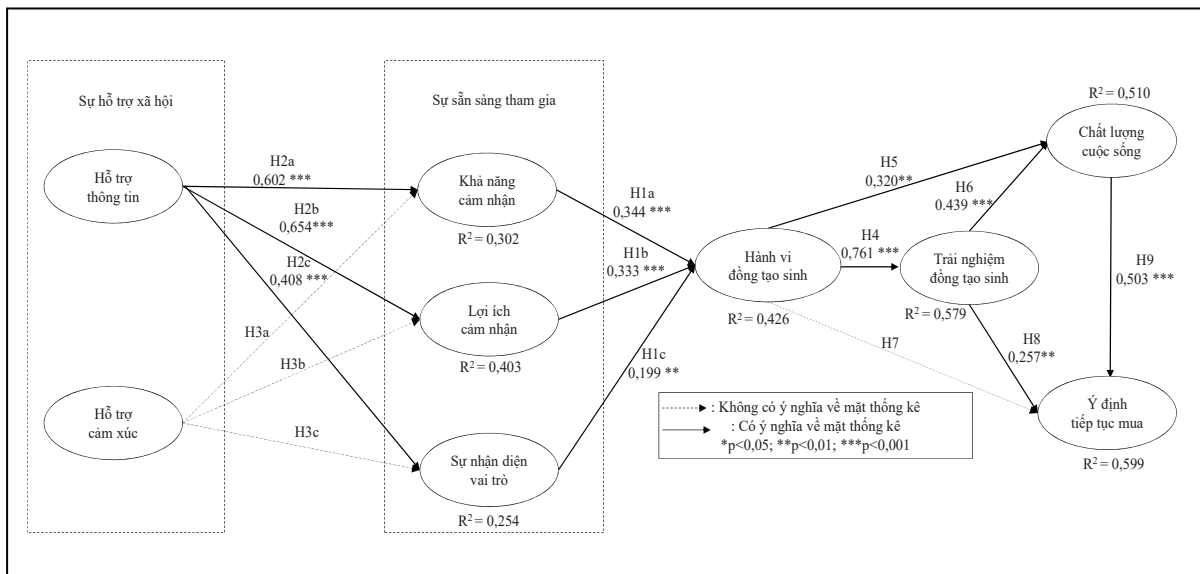 Sự hỗ trợ xã hội
Sự sẵn sàng tham gia
R² = 0,510
Chất lượng
cuộc sống
Hỗ trợ
thông tin
H2a
0,602 ***
H2b
0,654***
H2c
0,408 ***
Khả năng
cảm nhận
R² = 0,302
H1a
0,344 ***
H1b
0,333 ***
H5
0,320**
H6
0.439 ***
H4
0,761 ***
Hành vi
đồng tạo sinh
R² = 0,426
Trải nghiệm
đồng tạo sinh
R² = 0,579
H9
0,503 ***
H3a
H3b
H3c
Lợi ích
cảm nhận
R² = 0,403
H1c
0,199 **
H7
H8
0,257**
Hỗ trợ
cảm xúc
Sự nhận diện
vai trò
R² = 0,254
: Không có ý nghĩa về mặt thống kê
: Có ý nghĩa về mặt thống kê
*p<0,05; **p<0,01; ***p<0,001
Ý định
tiếp tục mua
R² = 0,599